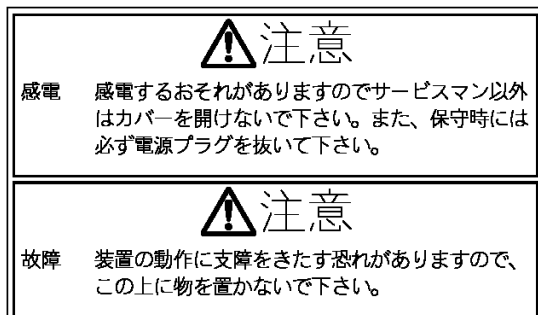 ⚠注意
感電 感電するおそれがありますのでサービスマン以外
はカバーを開けないで下さい。また、保守時には
必ず電源プラグを抜いて下さい。
⚠注意
故障 装置の動作に支障をきたす恐れがありますので、
この上に物を置かないで下さい。